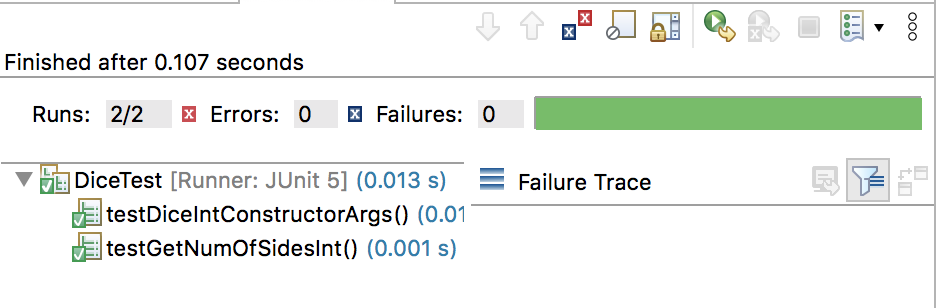 Finished after 0.107 seconds
Runs: 2/2 Errors: 0 Failures: 0
DiceTest [Runner: JUnit 5] (0.013 s)
Failure Trace
testDiceIntConstructorArgs() (0.01
testGetNumOfSidesInt() (0.001 s)